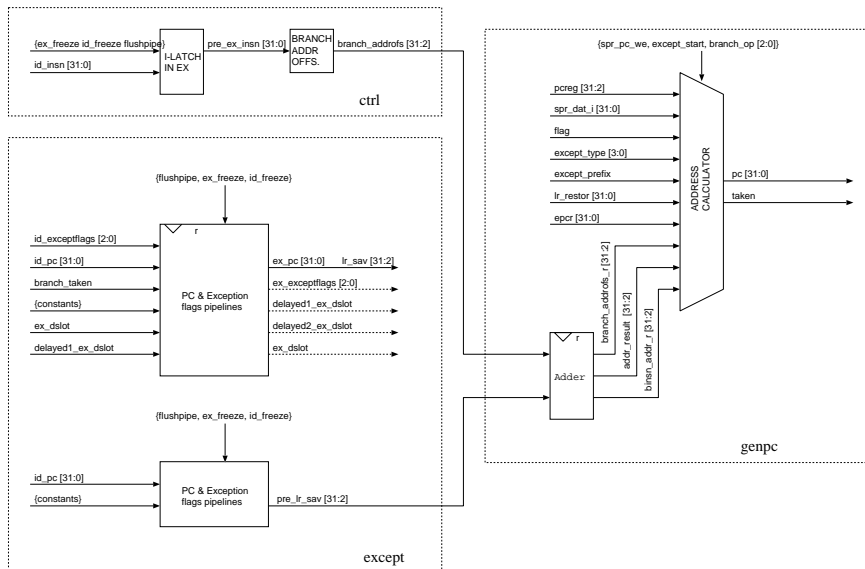 {ex_freeze id_freeze flushpipe}
id_insn [31:0]
I-LATCH
IN EX
pre_ex_insn [31:0]
BRANCH
ADDR
OFFS.
branch_addrofs [31:2]
ctrl
{flushpipe, ex_freeze, id_freeze}
r
id_exceptflags [2:0]
id_pc [31:0]
branch_taken
{constants}
ex_dslot
delayed1_ex_dslot
PC & Exception
flags pipelines
ex_pc [31:0]
lr_sav [31:2]
ex_exceptflags [2:0]
delayed1_ex_dslot
delayed2_ex_dslot
ex_dslot
{flushpipe, ex_freeze, id_freeze}
id_pc [31:0]
{constants}
PC & Exception
flags pipelines
pre_lr_sav [31:2]
except
{spr_pc_we, except_start, branch_op [2:0]}
pcreg [31:2]
spr_dat_i [31:0]
flag
except_type [3:0]
except_prefix
lr_restor [31:0]
epcr [31:0]
ADDRESS
CALCULATOR
pc [31:0]
taken
branch_addrofs_r [31:2]
addr_result [31:2]
binsn_addr_r [31:2]
r
Adder
genpc